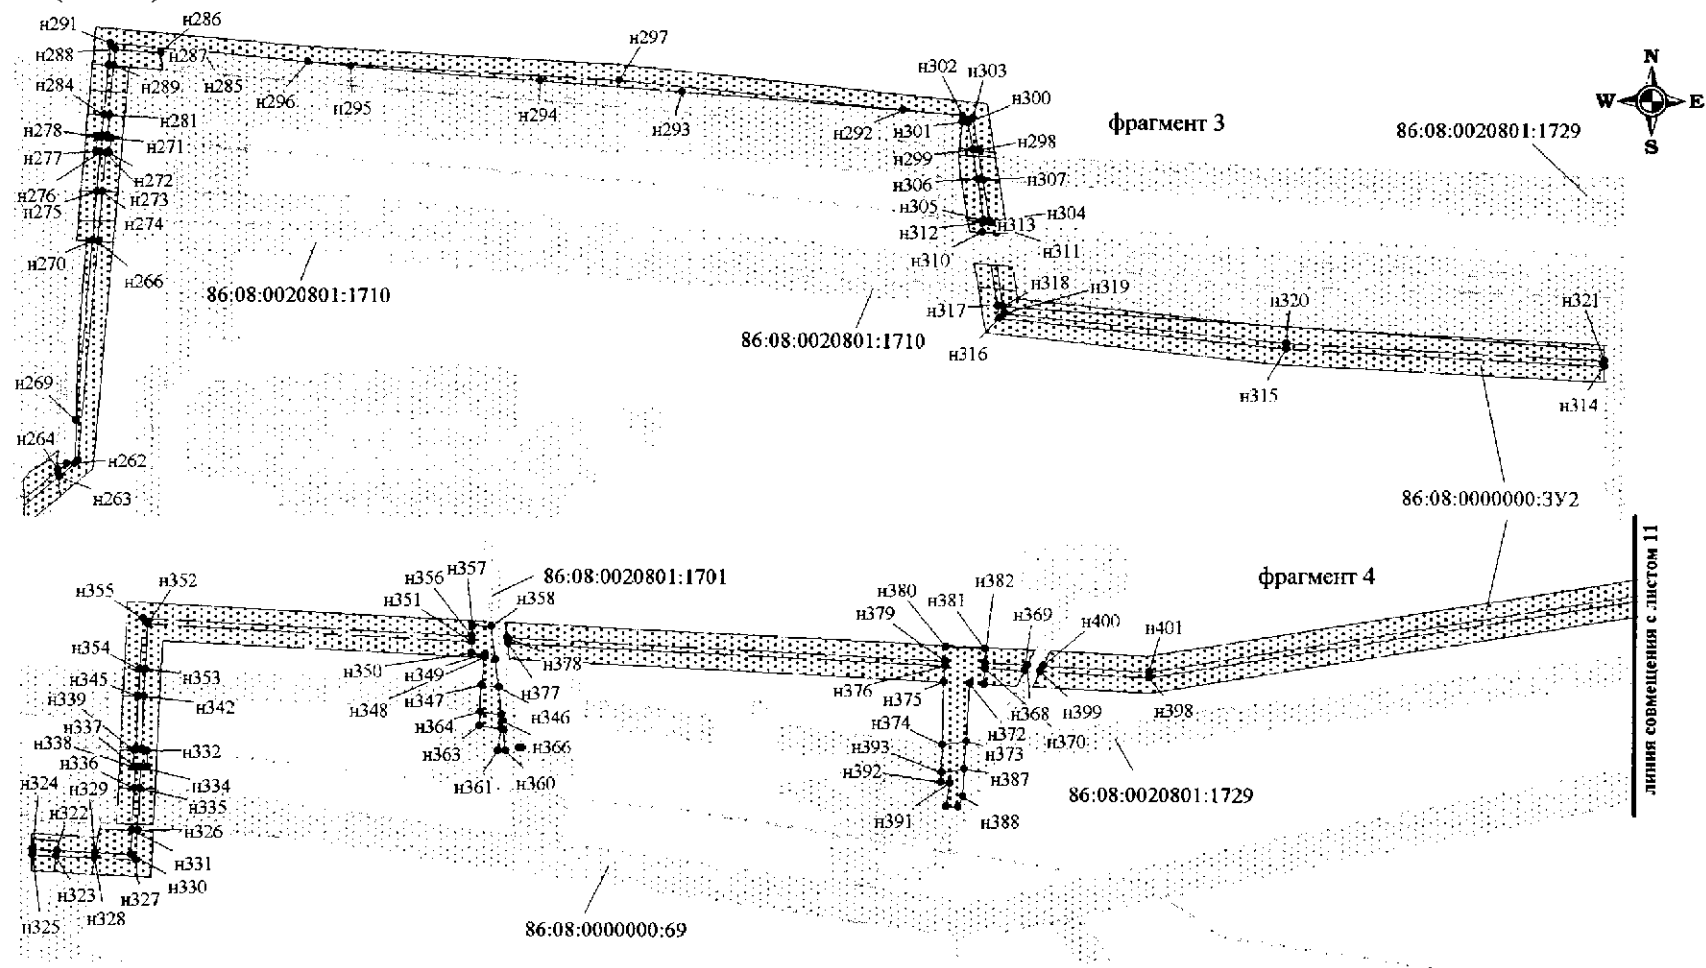 н291
н286
н288
н287
н289
н285
н284
н281
н278
н271
н277
н272
н276
н273
н275
н274
н270
н266
н269
н264
н262
н263
н296
н295
н294
н297
н293
н292
н302
н303
н300
н301
н299
н298
н306
н307
н305
н304
н312
н313
н310
н311
н318
н319
н317
н316
н320
н321
н315
н314
фрагмент 3
86:08:0020801:1729
N
W
E
S
86:08:0020801:1710
86:08:0020801:1710
86:08:0000000:ЗУ2
линия совмещения с листом 11
фрагмент 4
86:08:0020801:1701
н355
н352
н354
н353
н345
н342
н339
н337
н338
н332
н336
н334
н335
н324
н322
н329
н326
н331
н330
н327
н323
н328
н325
н356
н357
н351
н358
н350
н349
н348
н347
н364
н363
н361
н360
н366
н346
н377
н378
н380
н381
н382
н379
н376
н375
н374
н393
н392
н391
н388
н387
н373
н372
н368
н370
н369
н400
н399
н401
н398
86:08:0020801:1729
86:08:0000000:69